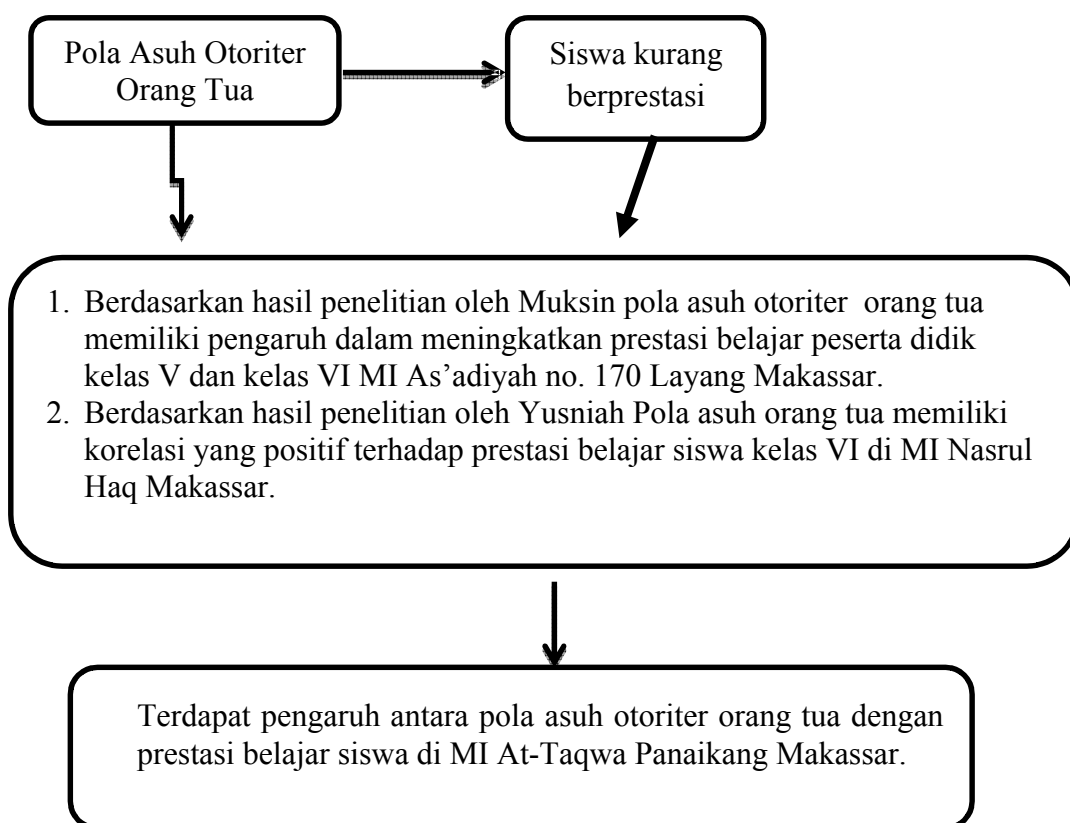 Pola Asuh Otoriter
Orang Tua
Siswa kurang
berprestasi
1. Berdasarkan hasil penelitian oleh Muksin pola asuh otoriter  orang tua
memiliki pengaruh dalam meningkatkan prestasi belajar peserta didik
kelas V dan kelas VI MI As’adiyah no. 170 Layang Makassar.
2. Berdasarkan hasil penelitian oleh Yusniah Pola asuh orang tua memiliki
korelasi yang positif terhadap prestasi belajar siswa kelas VI di MI Nasrul
Haq Makassar.
Terdapat pengaruh antara pola asuh otoriter orang tua dengan
prestasi belajar siswa di MI At-Taqwa Panaikang Makassar.